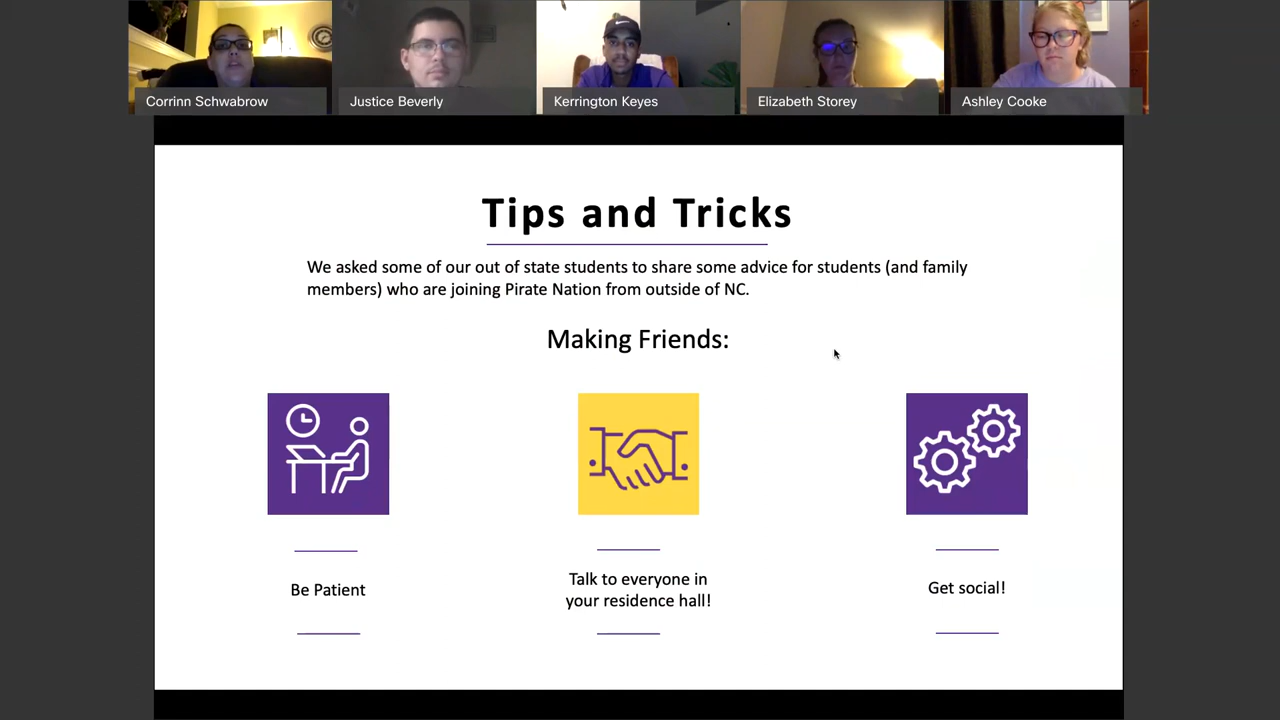 Corrinn Schwabrow
Justice Beverly
Kerrington Keyes
Elizabeth Storey
Ashley Cooke
Tips and Tricks
We asked some of our out of state students to share some advice for students (and family
members) who are joining Pirate Nation from outside of NC.
Making Friends:
Be Patient
Talk to everyone in
your residence hall!
Get social!